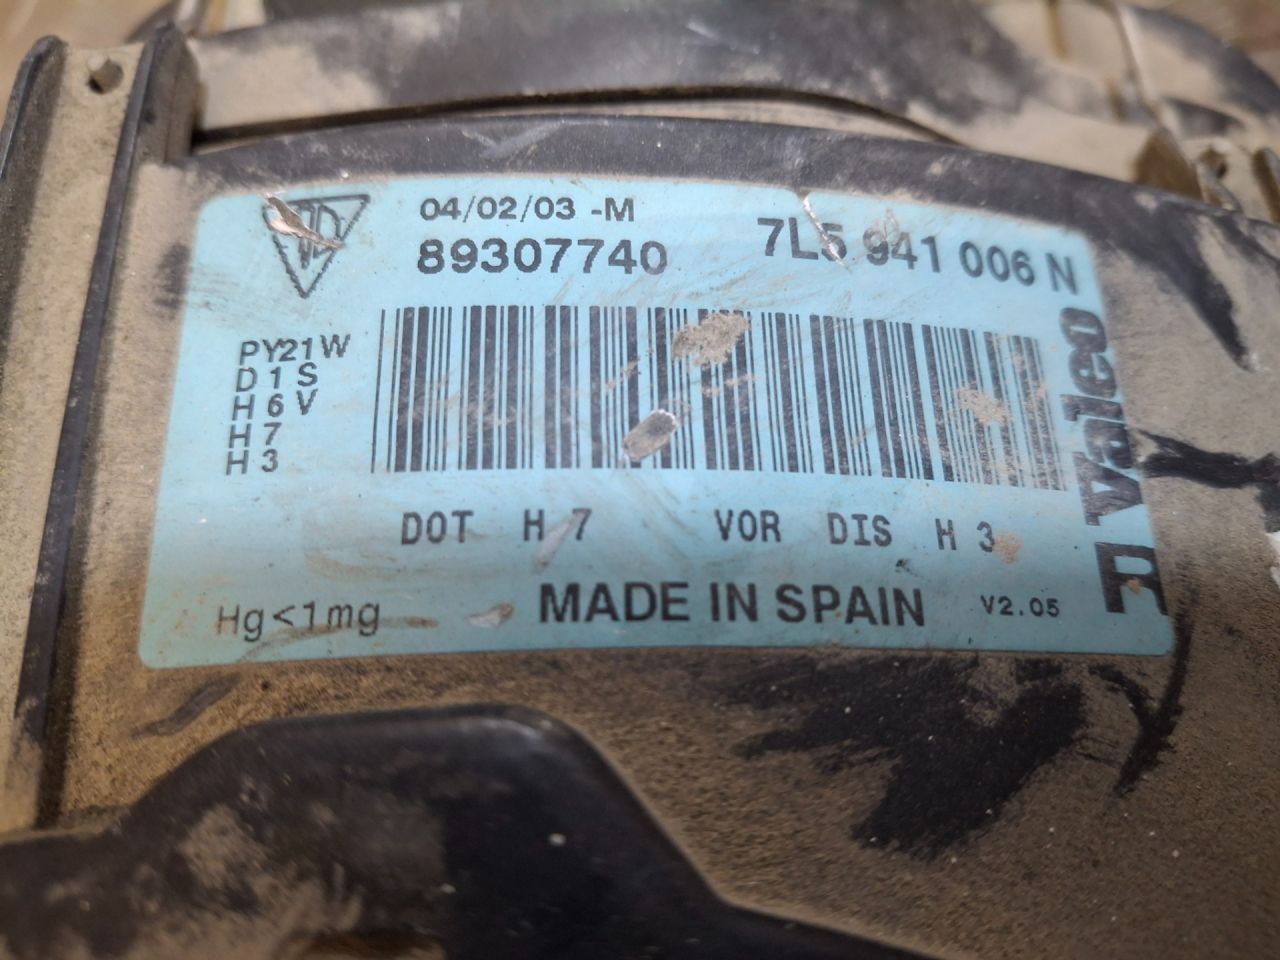 04/02/03 -M
89307740
7L5 941 006 N
PY21W
D1S
H6V
H7
H3
Valeo
DOT H7 VOR DIS H3
Hg<1mg
MADE IN SPAIN
V2.05